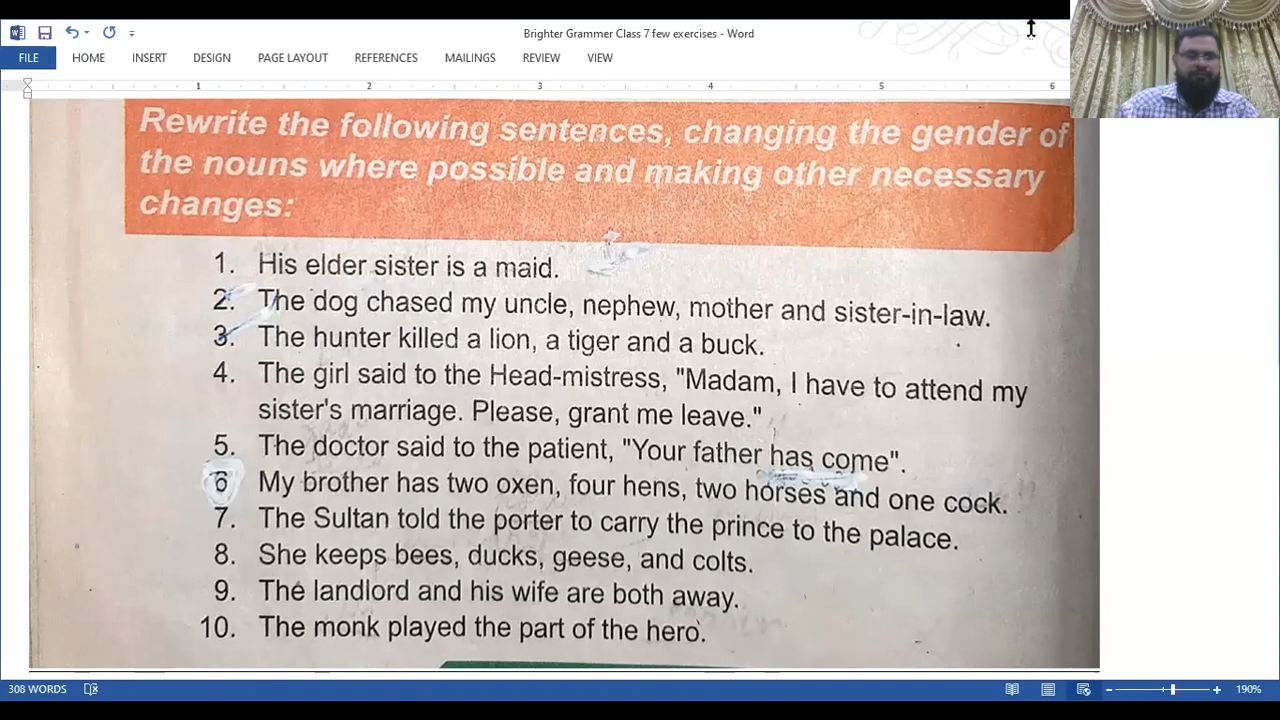 Brighter Grammer Class 7 few exercises - Word
FILE HOME INSERT DESIGN PAGE LAYOUT REFERENCES MAILINGS REVIEW VIEW
1 2 3 4 5 6
Rewrite the following sentences, changing the gender of
the nouns where possible and making other necessary
changes:
1. His elder sister is a maid.
2. The dog chased my uncle, nephew, mother and sister-in-law.
3. The hunter killed a lion, a tiger and a buck.
4. The girl said to the Head-mistress, "Madam, I have to attend my
sister's marriage. Please, grant me leave."
5. The doctor said to the patient, "Your father has come".
6 My brother has two oxen, four hens, two horses and one cock.
7. The Sultan told the porter to carry the prince to the palace.
8. She keeps bees, ducks, geese, and colts.
9. The landlord and his wife are both away.
10. The monk played the part of the hero.
308 WORDS 190%